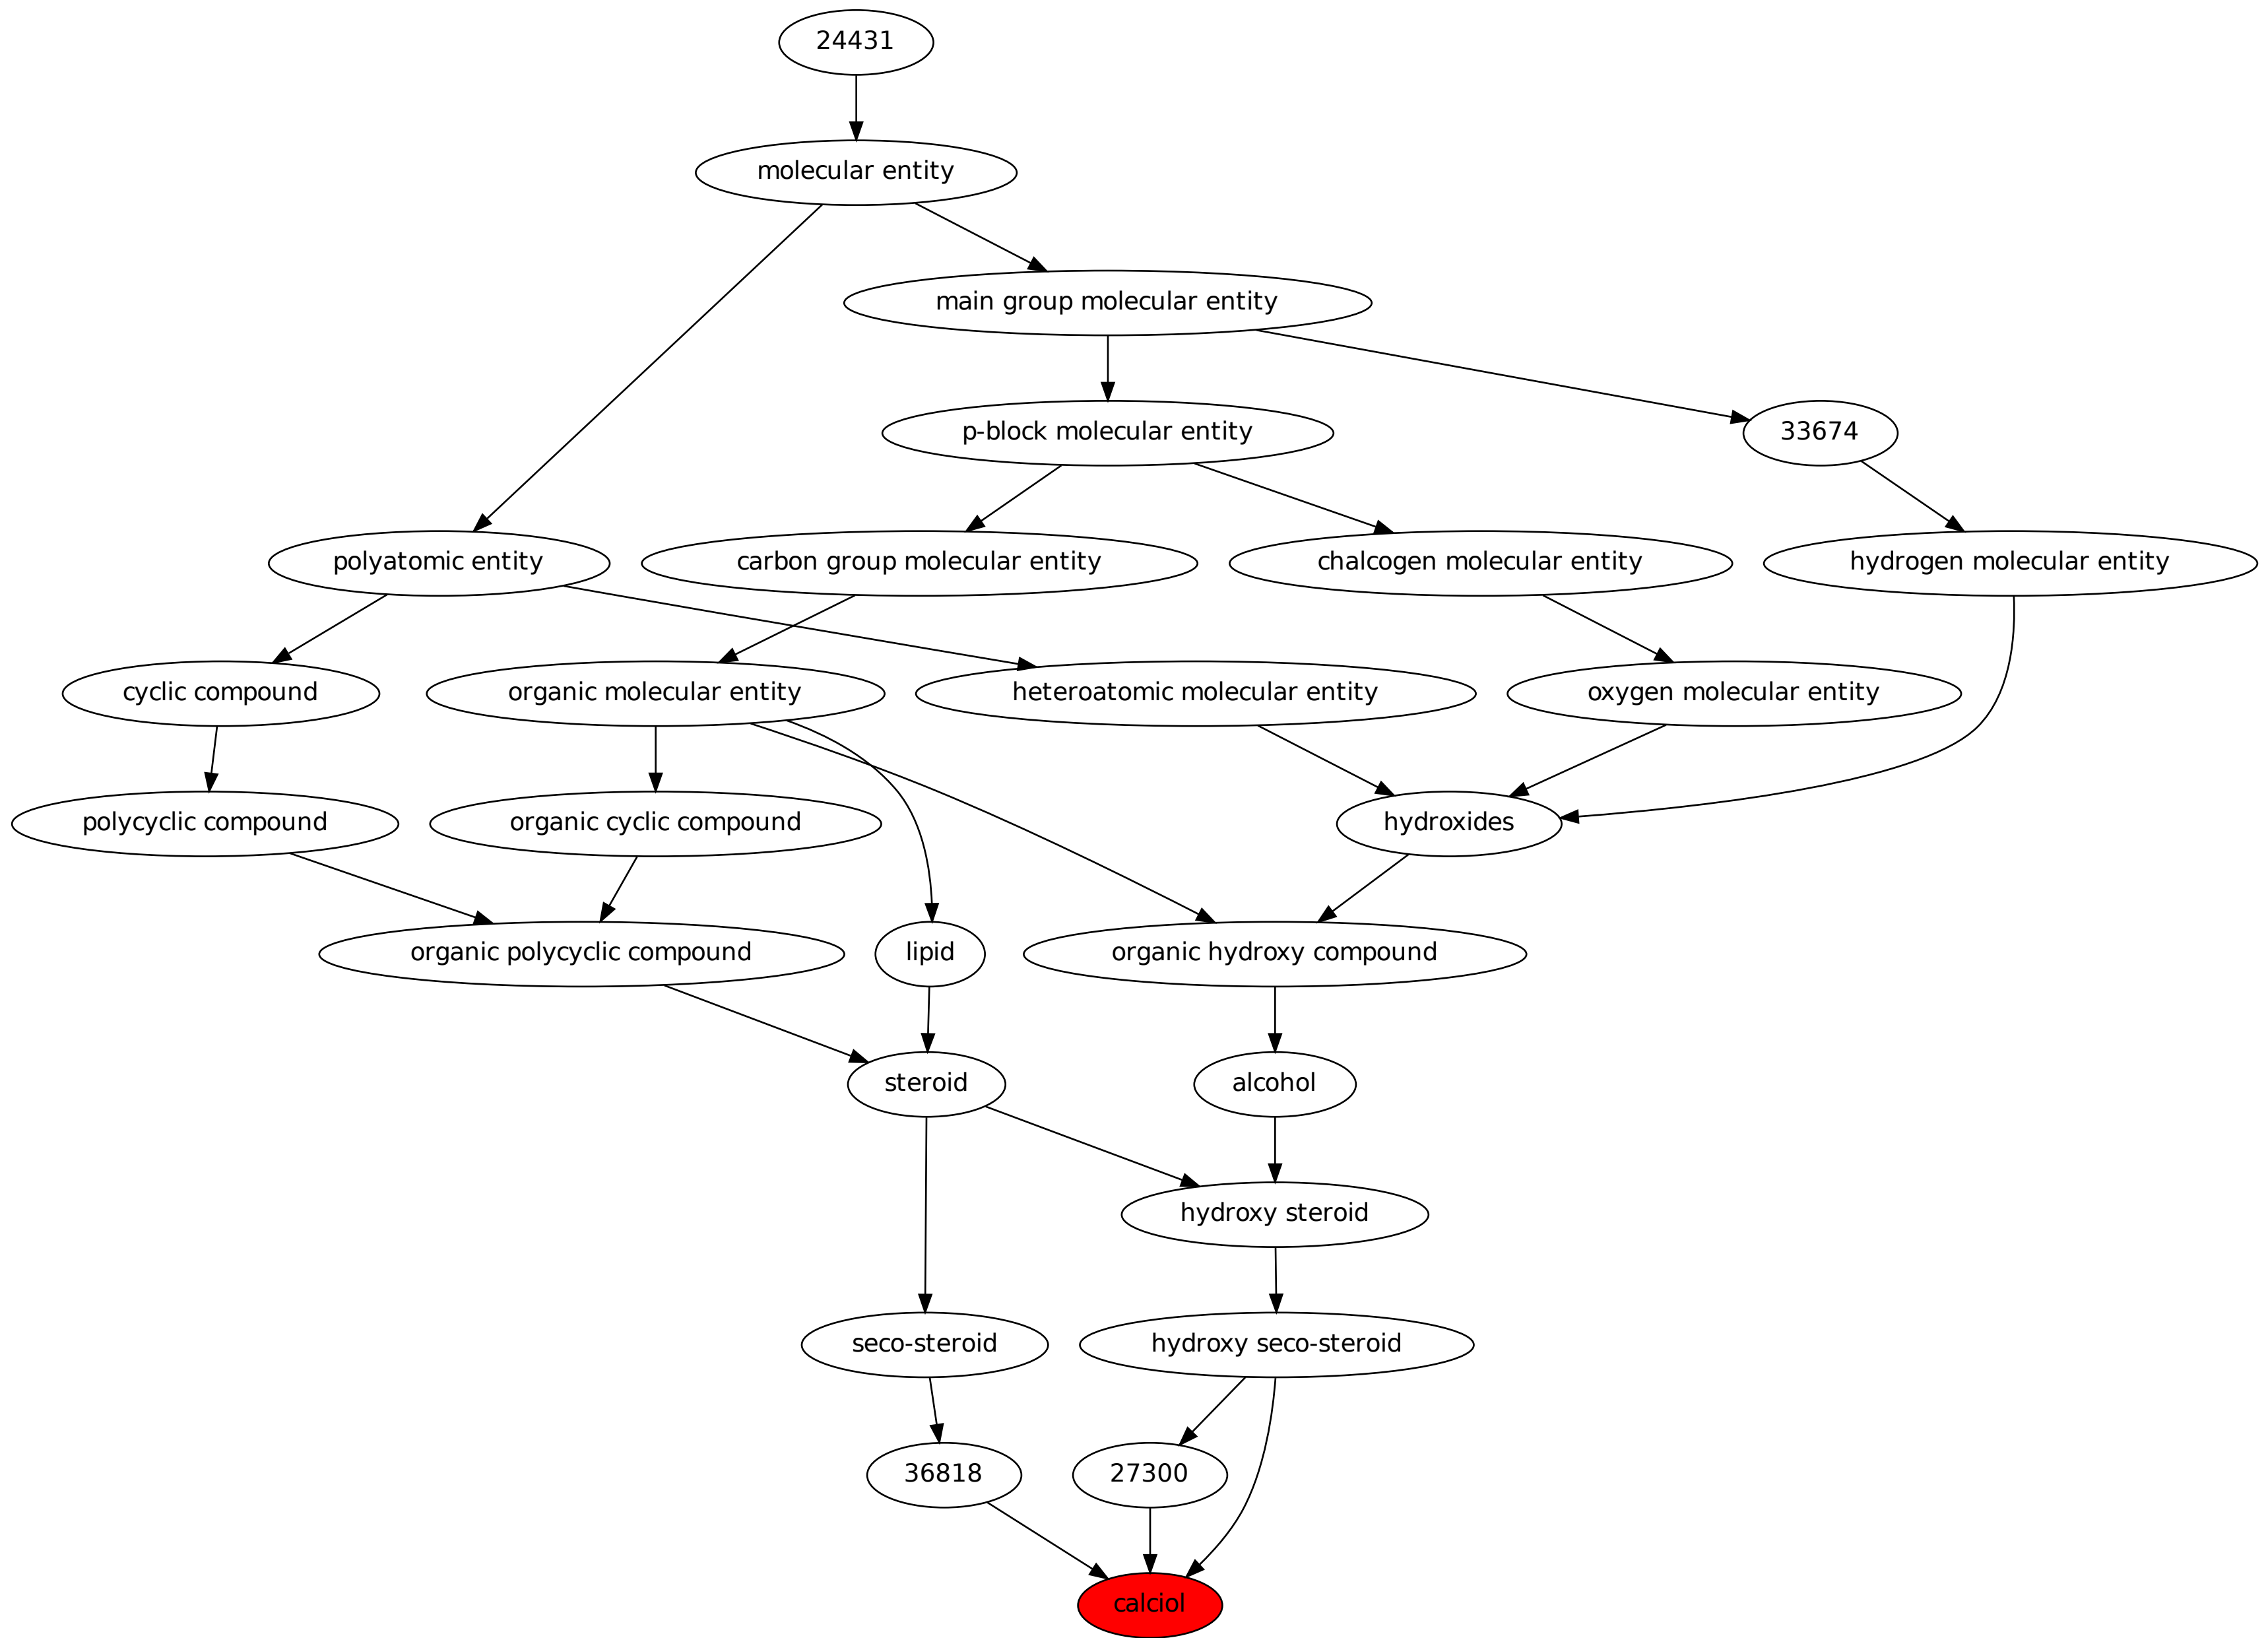 24431
molecular entity
main group molecular entity
p-block molecular entity
33674
polyatomic entity
carbon group molecular entity
chalcogen molecular entity
hydrogen molecular entity
cyclic compound
organic molecular entity
heteroatomic molecular entity
oxygen molecular entity
polycyclic compound
organic cyclic compound
hydroxides
organic polycyclic compound
lipid
organic hydroxy compound
steroid
alcohol
hydroxy steroid
seco-steroid
hydroxy seco-steroid
36818
27300
calciol